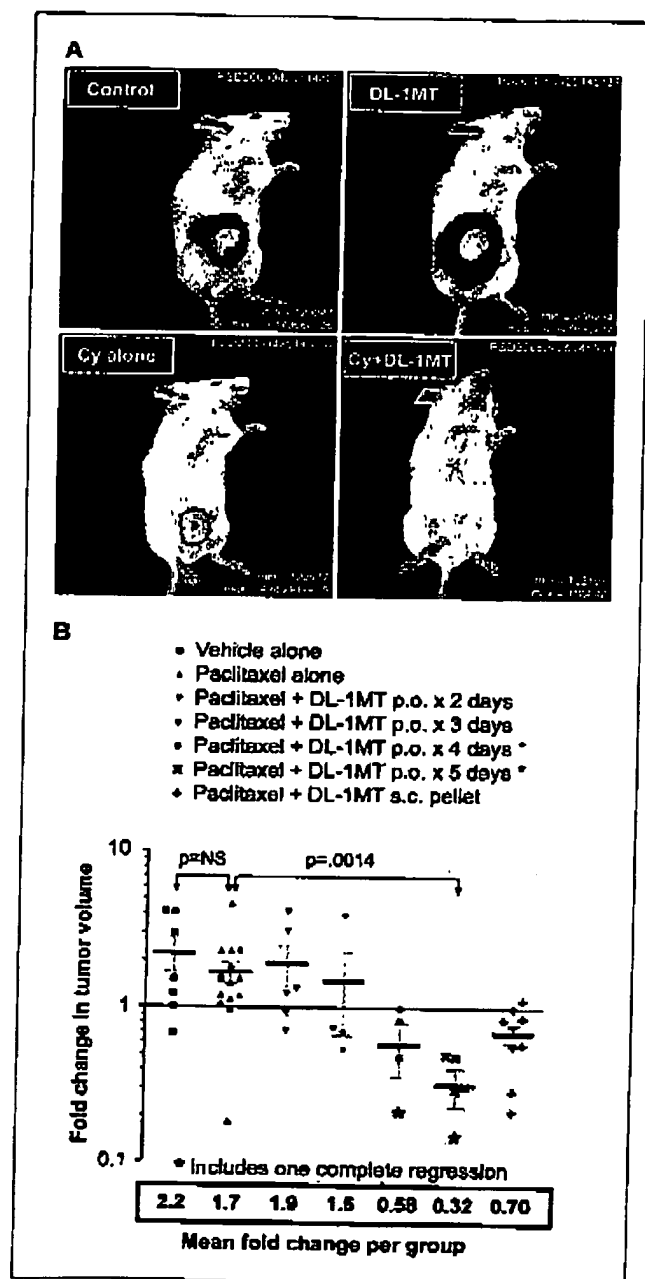 A
Control
DL-1MT
Cy alone
Cy+DL-1MT
B
Vehicle alone
Paclitaxel alone
Paclitaxel + DL-1MT p.o. x 2 days
Paclitaxel + DL-1MT p.o. x 3 days
Paclitaxel + DL-1MT p.o. x 4 days *
Paclitaxel + DL-1MT p.o. x 5 days *
Paclitaxel + DL-1MT s.c. pellet
Fold change in tumor volume
10
1
0.1
p=NS
p=.0014
* Includes one complete regression
2.2 1.7 1.9 1.5 0.58 0.32 0.70
Mean fold change per group